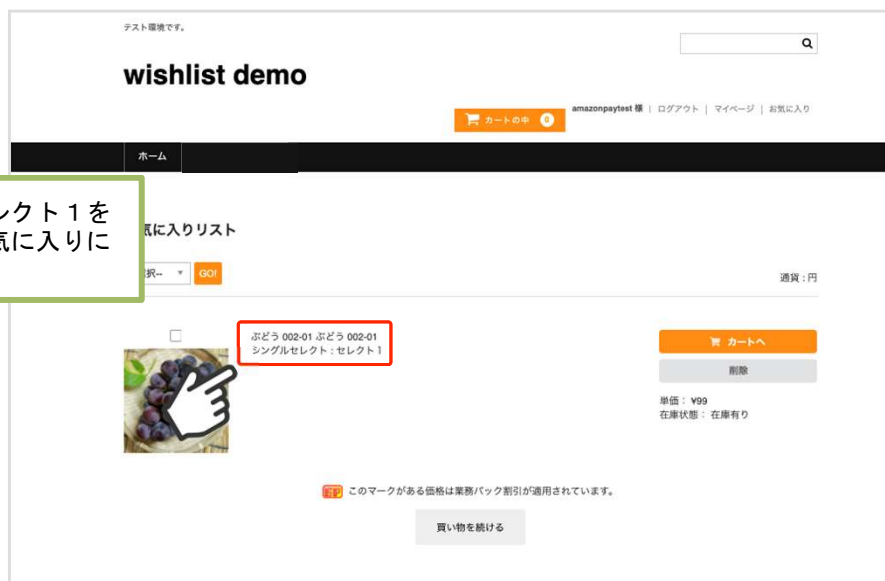 テスト環境です。
wishlist demo
カートの中 0
amazonpaytest 様 | ログアウト | マイページ | お気に入り
ホーム
レクト１を
気に入りに
気に入りリスト
択-- GO!
通貨 : 円
ぶどう 002-01 ぶどう 002-01
シングルセレクト : セレクト 1
カートへ
削除
単価： ¥99
在庫状態： 在庫有り
このマークがある価格は業務パック割引が適用されています。
買い物を続ける